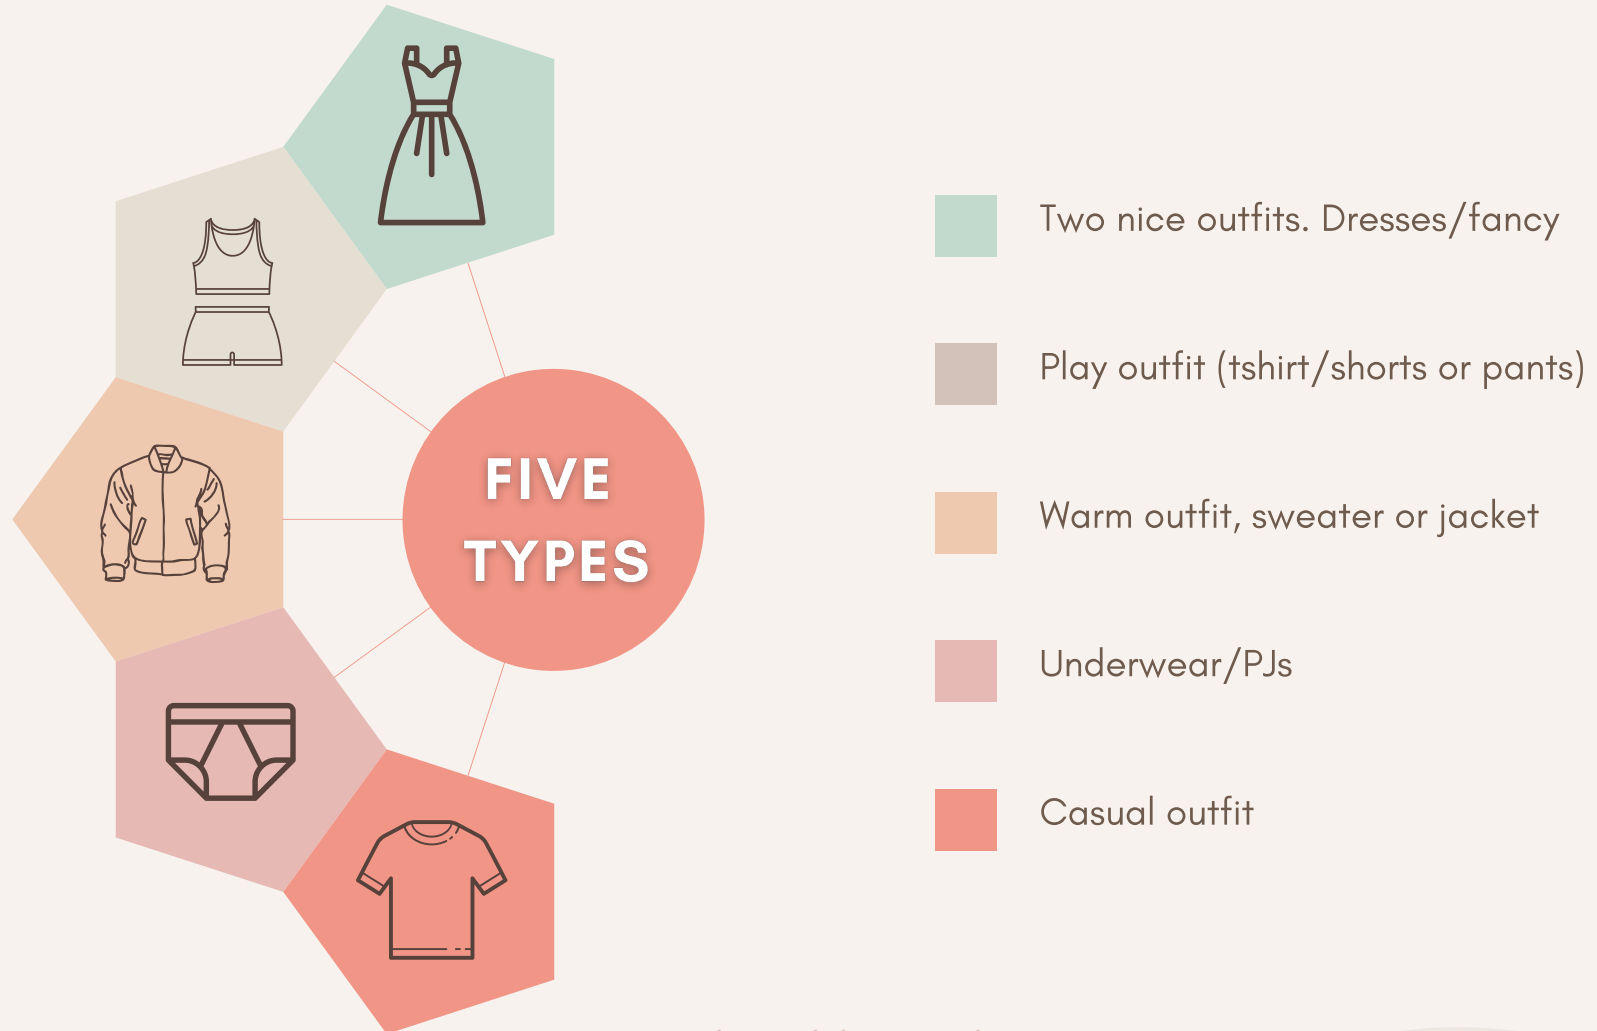 FIVE
TYPES
Two nice outfits. Dresses/fancy
Play outfit (tshirt/shorts or pants)
Warm outfit, sweater or jacket
Underwear/PJs
Casual outfit